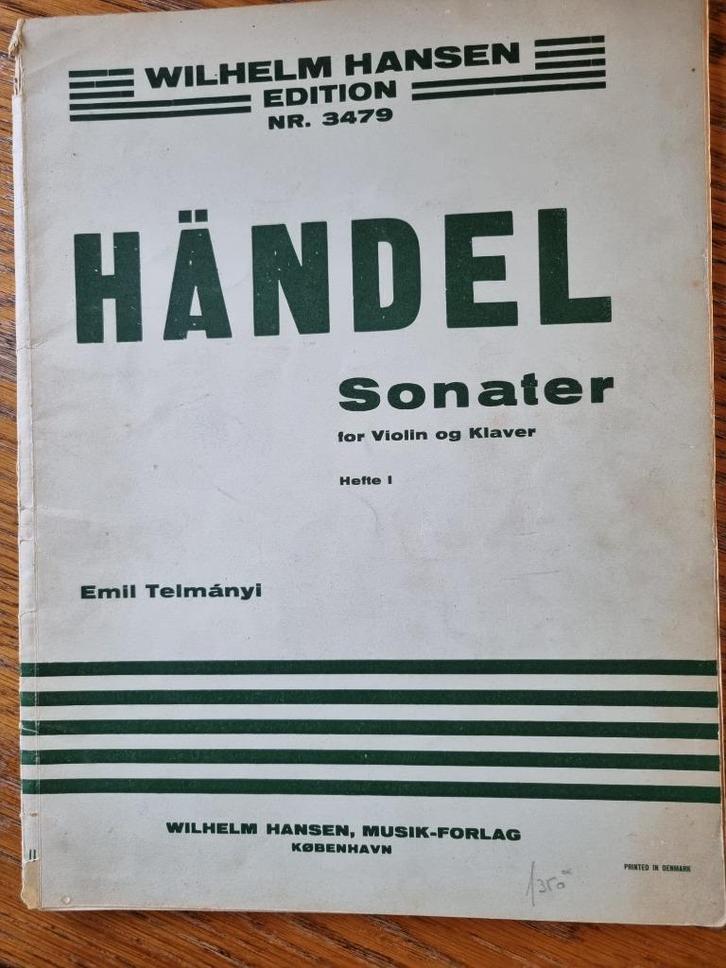 WILHELM HANSEN
EDITION
NR. 3479
HÄNDEL
Sonater
for Violin og Klaver
Hefte I
Emil Telmányi
WILHELM HANSEN, MUSIK-FORLAG
KØBENHAVN
PRINTED IN DENMARK
II